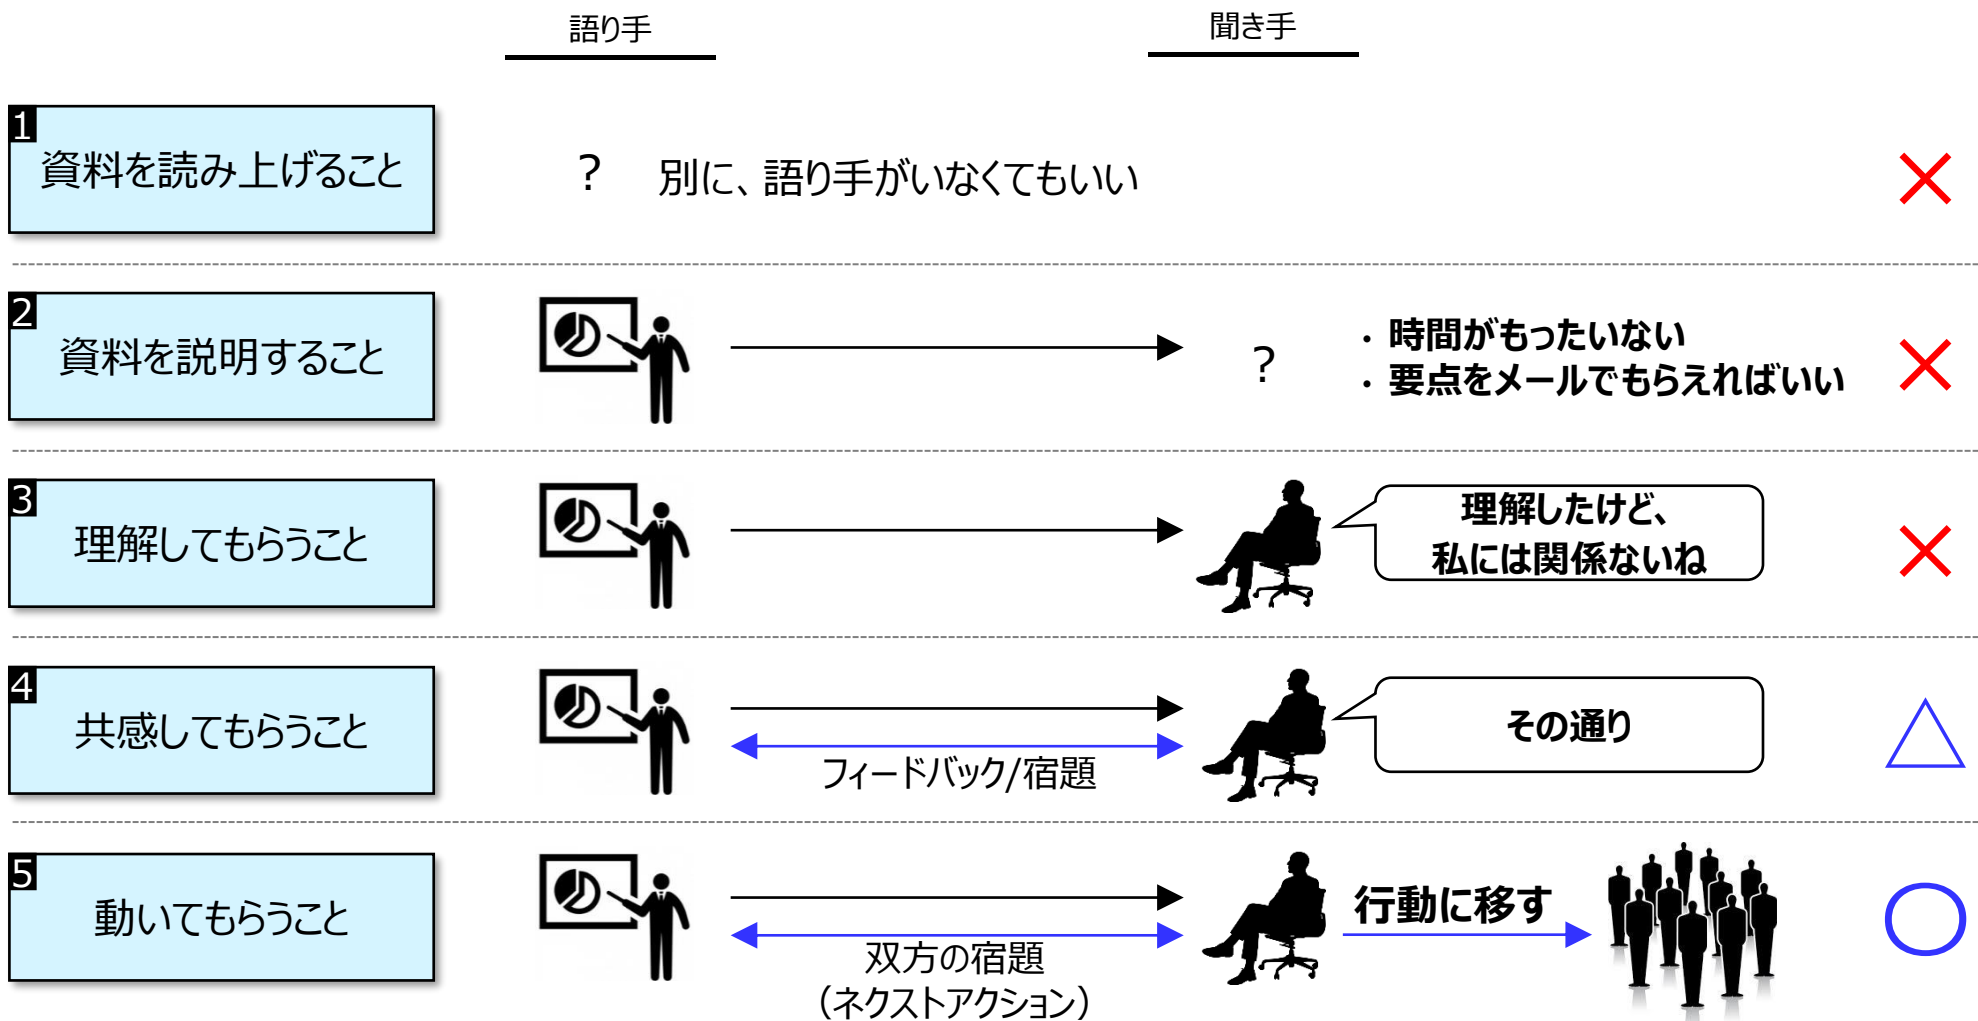 語り手
聞き手
1
資料を読み上げること
? 別に、語り手がいなくてもいい
×
2
資料を説明すること
?
・ 時間がもったいない
・ 要点をメールでもらえればいい
×
3
理解してもらうこと
理解したけど、
私には関係ないね
×
4
共感してもらうこと
フィードバック/宿題
その通り
△
5
動いてもらうこと
双方の宿題
（ネクストアクション）
行動に移す
○